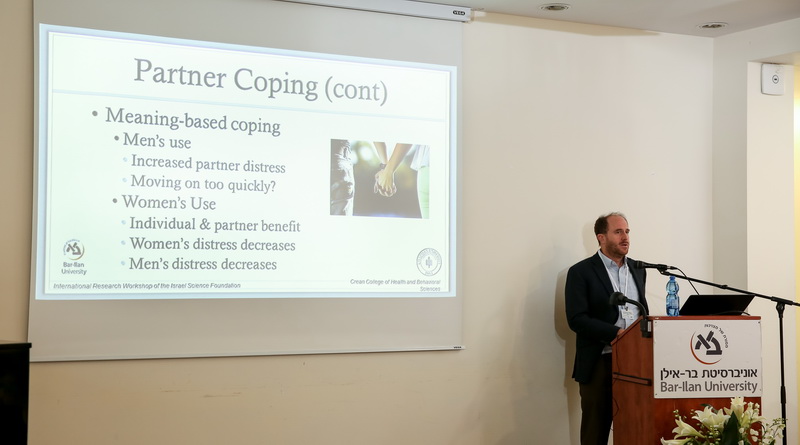 Partner Coping (cont)
• Meaning-based coping
• Men's use
Increased partner distress
Moving on too quickly?
• Women's Use
Individual & partner benefit
Women's distress decreases
Men's distress decreases
Bar-Ilan
University
International Research Workshop of the Israel Science Foundation
Crean College of Health and Behavioral
Sciences
אוניברסיטת בר-אילן
Bar-Ilan University